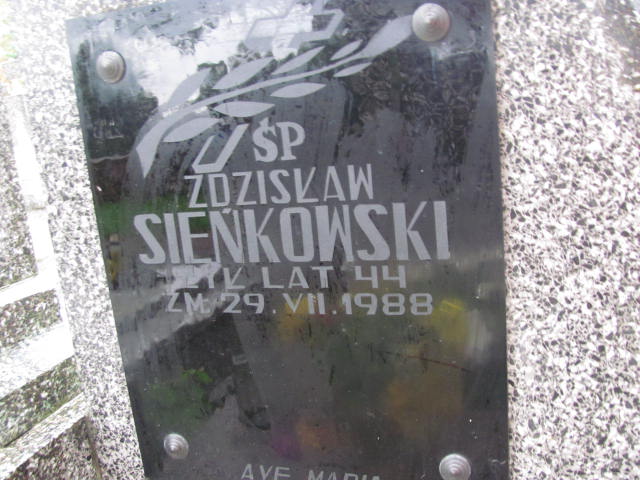 ŚP
ZDZISŁAW
SIEŃKOWSKI
ŻYŁ LAT 44
ZM. 29.VII.1988
AVE MARIA